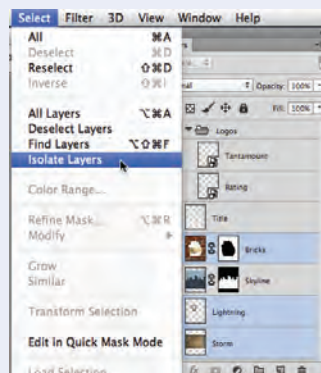 Select Filter 3D View Window Help
All ⌘A
Deselect ⌘D
Reselect ⇧⌘D
Inverse ⇧⌘I
All Layers ⌥⌘A
Deselect Layers
Find Layers ⌥⇧⌘F
Isolate Layers
Color Range...
Refine Mask... ⌥⌘R
Modify
Grow
Similar
Transform Selection
Edit in Quick Mask Mode
Load Selection
Opacity: 100%
Fill: 100%
Logos
Tantamount
Rating
Title
Bricks
Skyline
Lightning
Storm